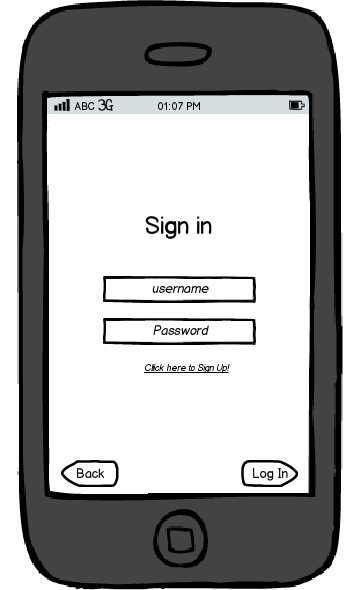 ABC 3G 01:07 PM
Sign in
username
Password
Click here to Sign Up!
Back Log In